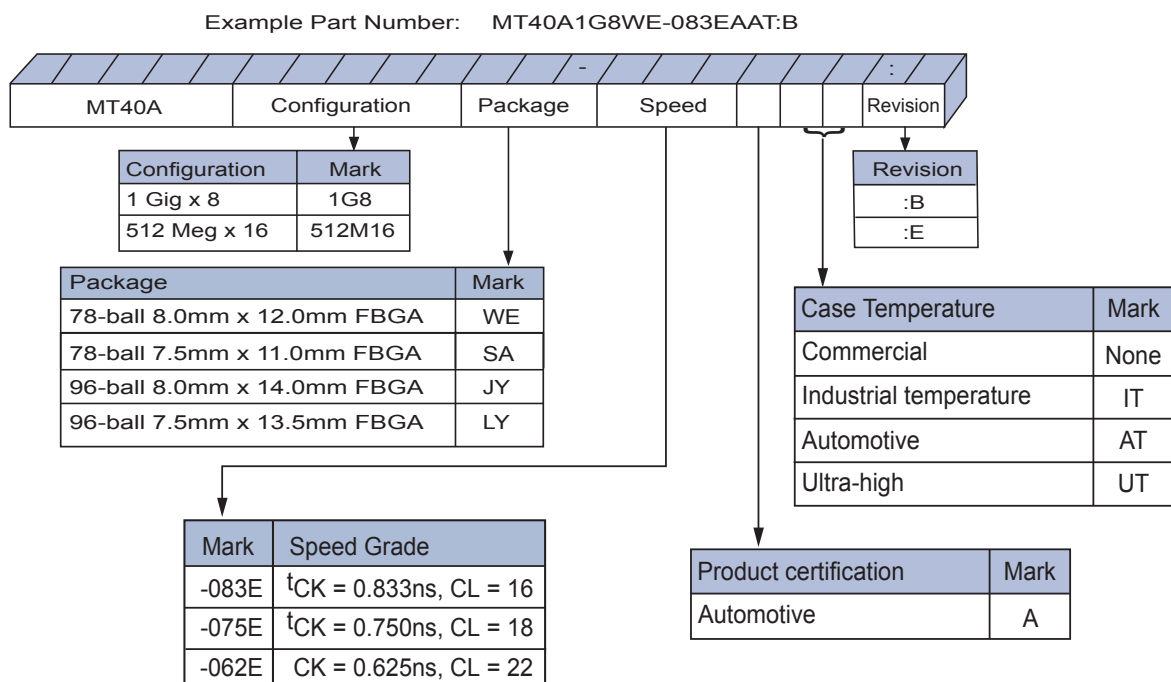 Example Part Number: MT40A1G8WE-083EAAT:B
- :
MT40A Configuration Package Speed Revision
Configuration Mark
1 Gig x 8 1G8
512 Meg x 16 512M16
Revision
:B
:E
Package Mark
78-ball 8.0mm x 12.0mm FBGA WE
78-ball 7.5mm x 11.0mm FBGA SA
96-ball 8.0mm x 14.0mm FBGA JY
96-ball 7.5mm x 13.5mm FBGA LY
Case Temperature Mark
Commercial None
Industrial temperature IT
Automotive AT
Ultra-high UT
Mark Speed Grade
-083E tCK = 0.833ns, CL = 16
-075E tCK = 0.750ns, CL = 18
-062E CK = 0.625ns, CL = 22
Product certification Mark
Automotive A